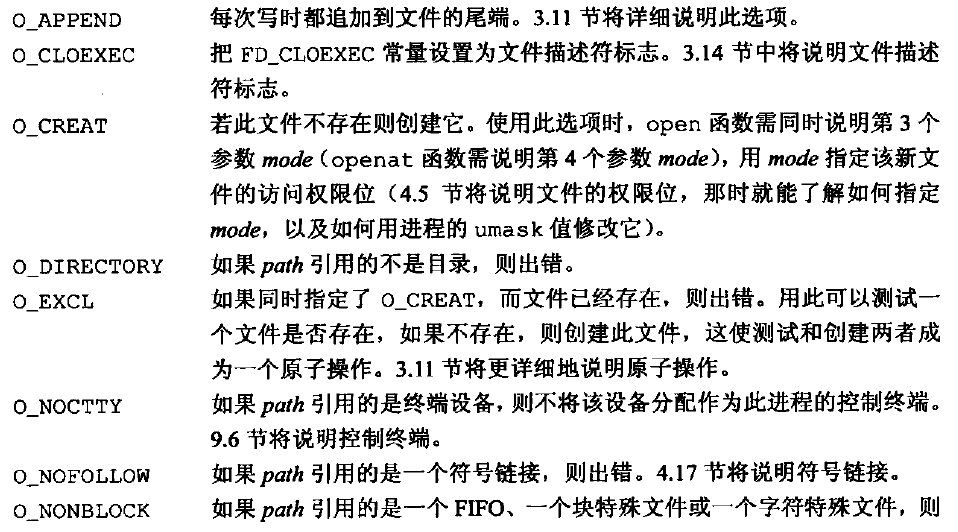 O_APPEND 每次写时都追加到文件的尾端。3.11 节将详细说明此选项。
O_CLOEXEC 把 FD_CLOEXEC 常量设置为文件描述符标志。3.14 节中将说明文件描述
符标志。
O_CREAT 若此文件不存在则创建它。使用此选项时，open 函数需同时说明第 3 个
参数 mode（openat 函数需说明第 4 个参数 mode），用 mode 指定该新文
件的访问权限位（4.5 节将说明文件的权限位，那时就能了解如何指定
mode，以及如何用进程的 umask 值修改它）。
O_DIRECTORY 如果 path 引用的不是目录，则出错。
O_EXCL 如果同时指定了 O_CREAT，而文件已经存在，则出错。用此可以测试一
个文件是否存在，如果不存在，则创建此文件，这使测试和创建两者成
为一个原子操作。3.11 节将更详细地说明原子操作。
O_NOCTTY 如果 path 引用的是终端设备，则不将该设备分配作为此进程的控制终端。
9.6 节将说明控制终端。
O_NOFOLLOW 如果 path 引用的是一个符号链接，则出错。4.17 节将说明符号链接。
O_NONBLOCK 如果 path 引用的是一个 FIFO、一个块特殊文件或一个字符特殊文件，则